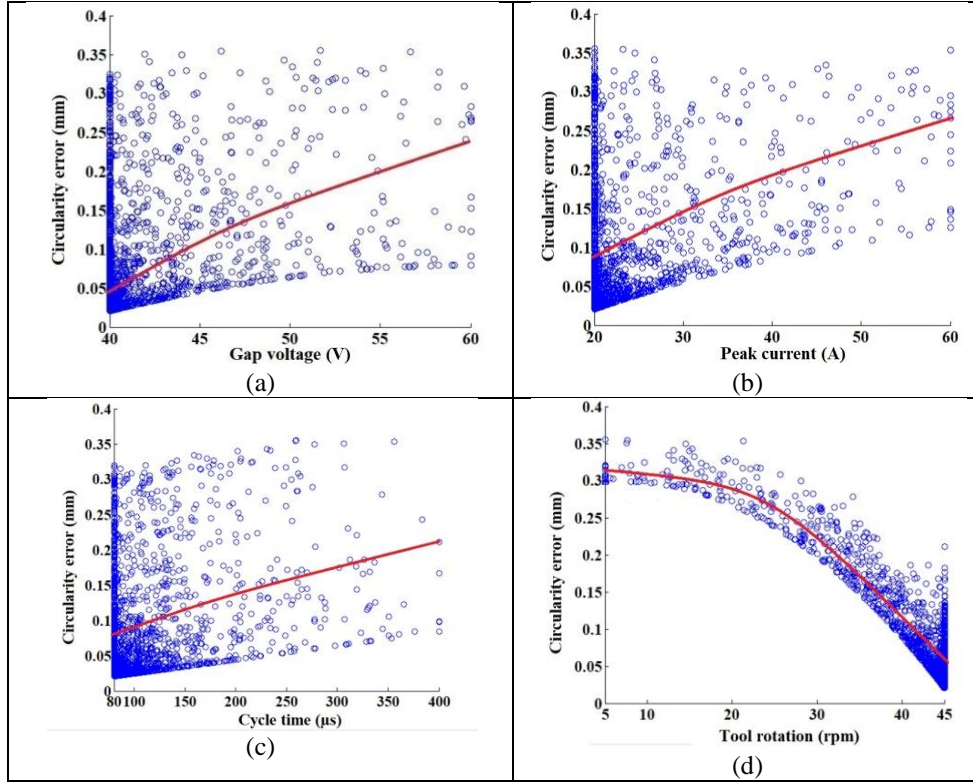 0.4
0.35
0.3
0.25
0.2
0.15
0.1
0.05
0
Circularity error (mm)
40 45 50 55 60
Gap voltage (V)
(a)
0.4
0.35
0.3
0.25
0.2
0.15
0.1
0.05
0
Circularity error (mm)
20 30 40 50 60
Peak current (A)
(b)
0.4
0.35
0.3
0.25
0.2
0.15
0.1
0.05
0
Circularity error (mm)
80 100 150 200 250 300 350 400
Cycle time (μs)
(c)
0.4
0.35
0.3
0.25
0.2
0.15
0.1
0.05
0
Circularity error (mm)
5 10 20 30 40 45
Tool rotation (rpm)
(d)